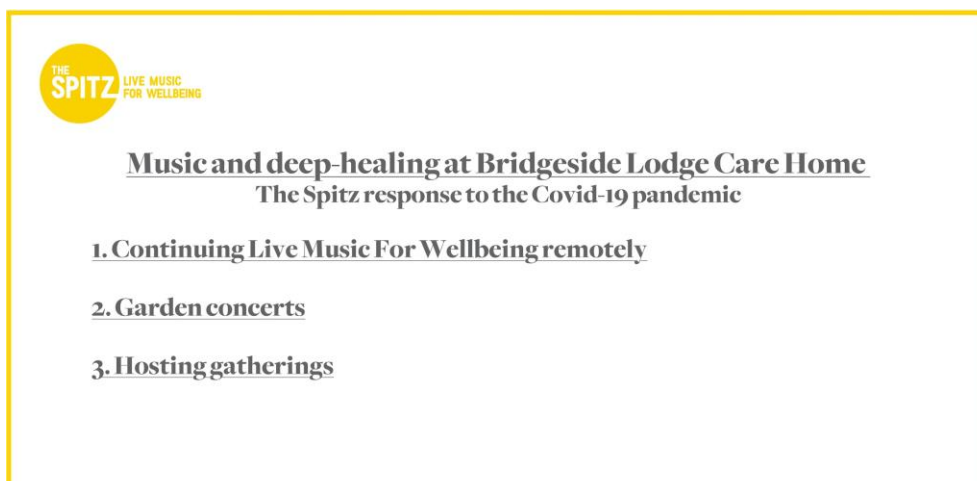 THE
SPITZ
LIVE MUSIC
FOR WELLBEING
Music and deep-healing at Bridgeside Lodge Care Home
The Spitz response to the Covid-19 pandemic
1. Continuing Live Music For Wellbeing remotely
2. Garden concerts
3. Hosting gatherings